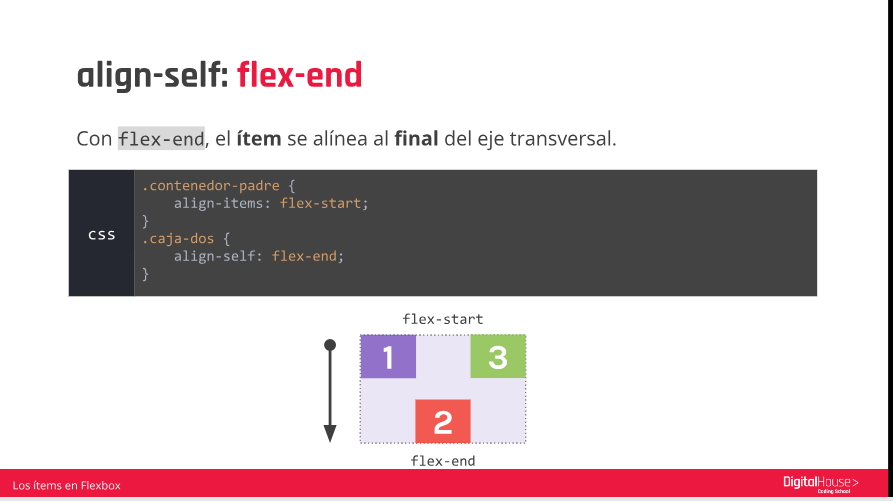 align-self: flex-end
Con flex-end, el ítem se alínea al final del eje transversal.
css
.contenedor-padre {
    align-items: flex-start;
}
.caja-dos {
    align-self: flex-end;
}
flex-start
1
3
2
flex-end
Los ítems en Flexbox
DigitalHouse>
Coding School